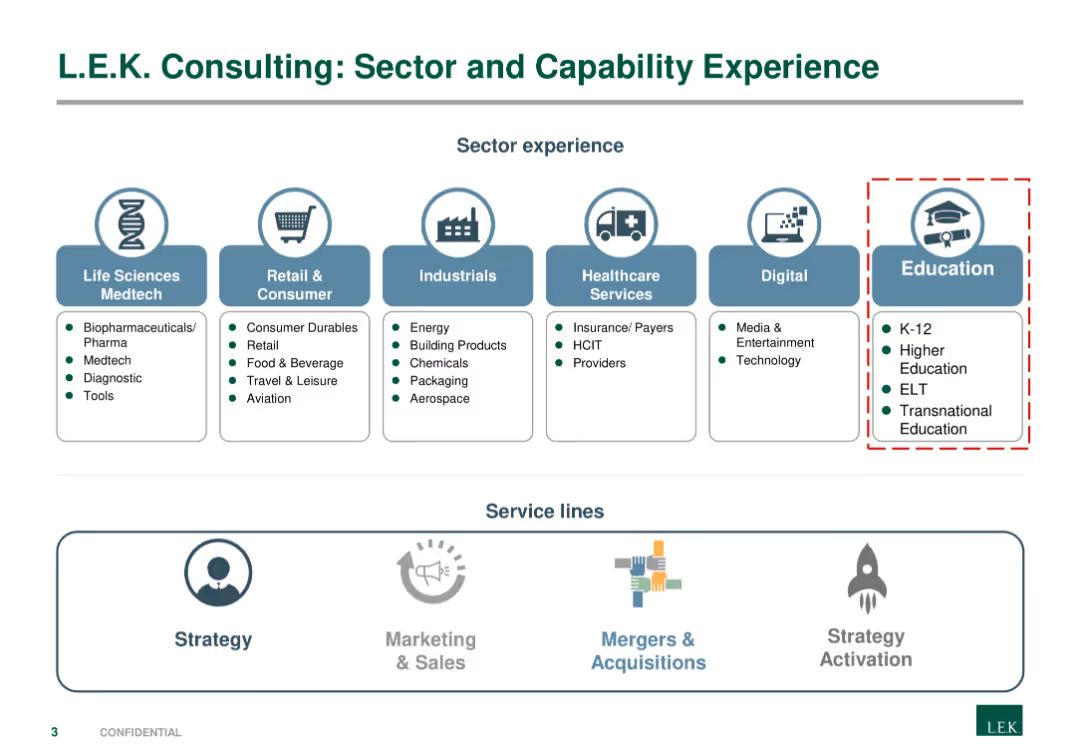 L.E.K. Consulting: Sector and Capability Experience
Sector experience
Life Sciences
Medtech
Biopharmaceuticals/
Pharma
Medtech
Diagnostic
Tools
Retail &
Consumer
Consumer Durables
Retail
Food & Beverage
Travel & Leisure
Aviation
Industrials
Energy
Building Products
Chemicals
Packaging
Aerospace
Healthcare
Services
Insurance/ Payers
HCIT
Providers
Digital
Media &
Entertainment
Technology
Education
K-12
Higher
Education
ELT
Transnational
Education
Service lines
Strategy
Marketing
& Sales
Mergers &
Acquisitions
Strategy
Activation
3 CONFIDENTIAL
L.E.K.